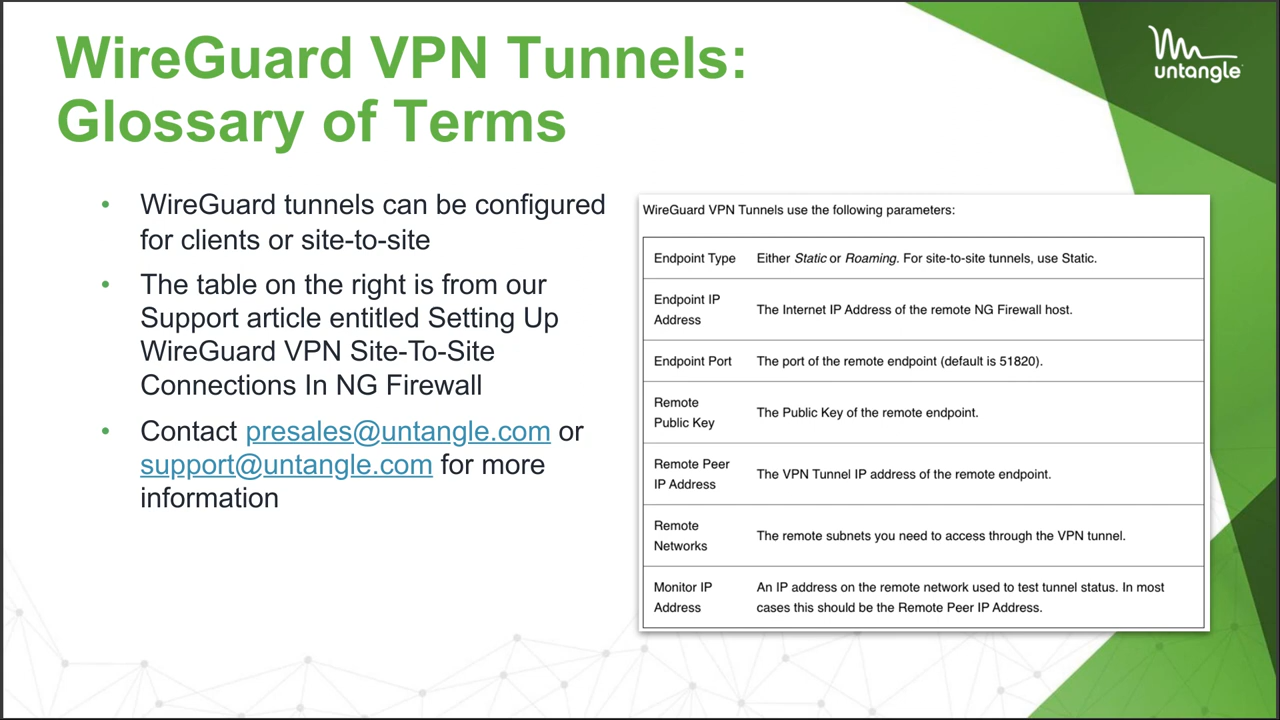 WireGuard VPN Tunnels:
Glossary of Terms
untangle
• WireGuard tunnels can be configured
for clients or site-to-site
• The table on the right is from our
Support article entitled Setting Up
WireGuard VPN Site-To-Site
Connections In NG Firewall
• Contact presales@untangle.com or
support@untangle.com for more
information
WireGuard VPN Tunnels use the following parameters:
Endpoint Type Either Static or Roaming. For site-to-site tunnels, use Static.
Endpoint IP
Address
The Internet IP Address of the remote NG Firewall host.
Endpoint Port The port of the remote endpoint (default is 51820).
Remote
Public Key
The Public Key of the remote endpoint.
Remote Peer
IP Address
The VPN Tunnel IP address of the remote endpoint.
Remote
Networks
The remote subnets you need to access through the VPN tunnel.
Monitor IP
Address
An IP address on the remote network used to test tunnel status. In most
cases this should be the Remote Peer IP Address.